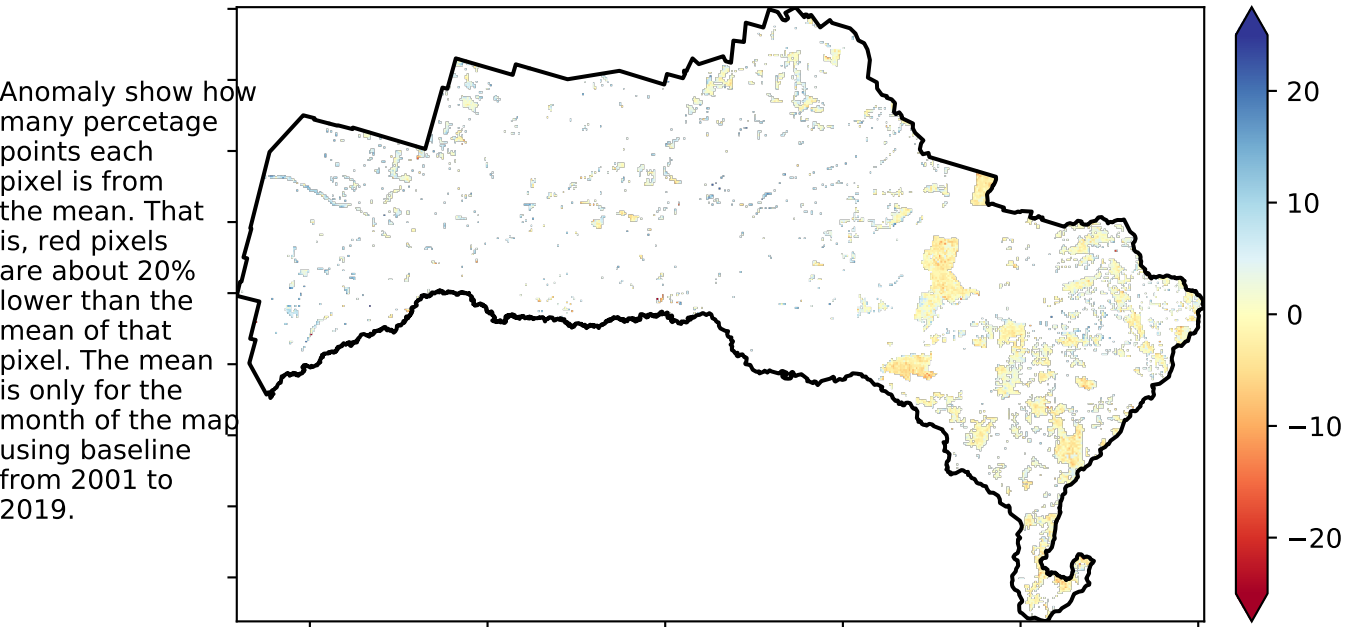 Anomaly show how
many percetage
points each
pixel is from
the mean. That
is, red pixels
are about 20%
lower than the
mean of that
pixel. The mean
is only for the
month of the map
using baseline
from 2001 to
2019.
20
10
0
−10
−20